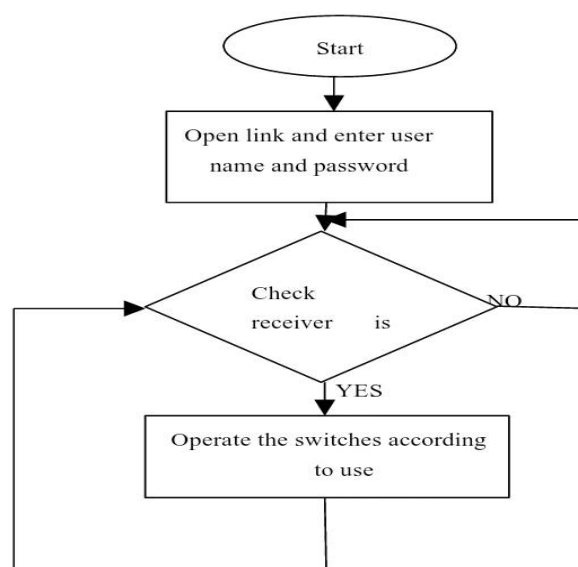 Start
Open link and enter user
name and password
Check
receiver is
NO
YES
Operate the switches according
to use